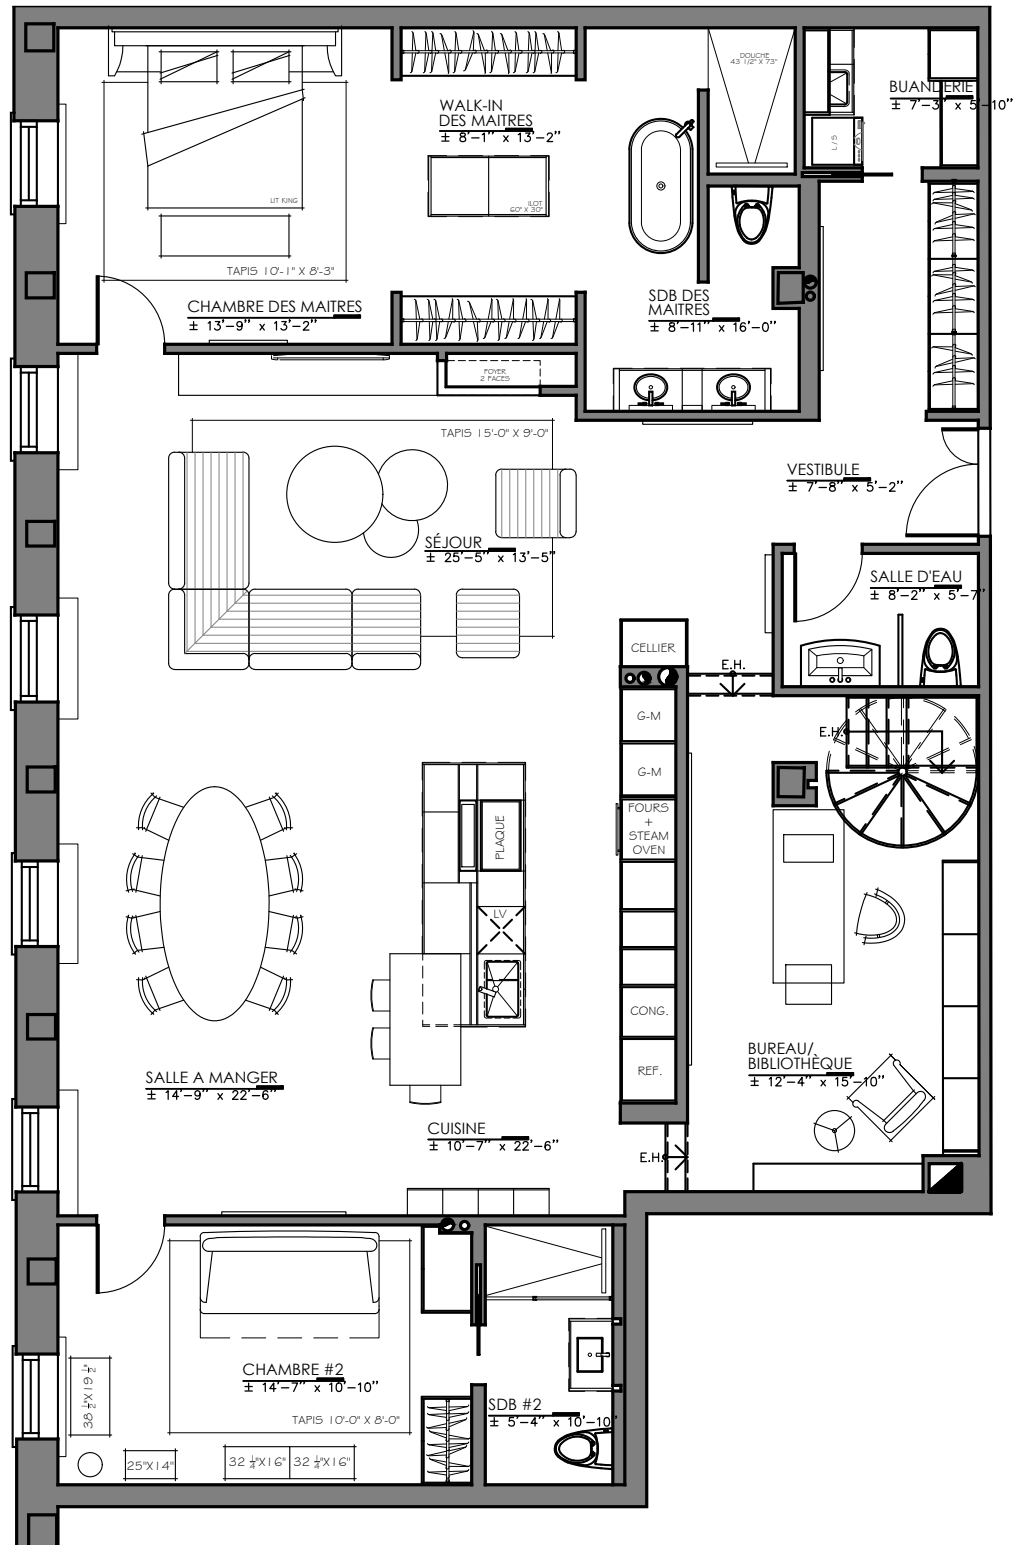 DOUCHE
43 1/2" X 73"
BUANDERIE
± 7'-3" x 5'-10"
WALK-IN
DES MAITRES
± 8'-1" x 13'-2"
L / S
LIT KING
ILOT
60" X 30"
TAPIS 10'-1" X 8'-3"
CHAMBRE DES MAITRES
± 13'-9" x 13'-2"
SDB DES
MAITRES
± 8'-11" x 16'-0"
FOYER
2 FACES
TAPIS 15'-0" X 9'-0"
VESTIBULE
± 7'-8" x 5'-2"
SÉJOUR
± 25'-5" x 13'-5"
SALLE D'EAU
± 8'-2" x 5'-7"
CELLIER
E.H.
G-M
E.H.
G-M
FOURS
+
STEAM
OVEN
PLAQUE
LV
CONG.
BUREAU/
BIBLIOTHÈQUE
± 12'-4" x 15'-10"
REF.
SALLE A MANGER
± 14'-9" x 22'-6"
CUISINE
± 10'-7" x 22'-6"
E.H.
CHAMBRE #2
± 14'-7" x 10'-10"
38 1/2"X19 1/2"
SDB #2
± 5'-4" x 10'-10"
TAPIS 10'-0" X 8'-0"
25"X14"
32 1/4"X16"
32 1/4"X16"